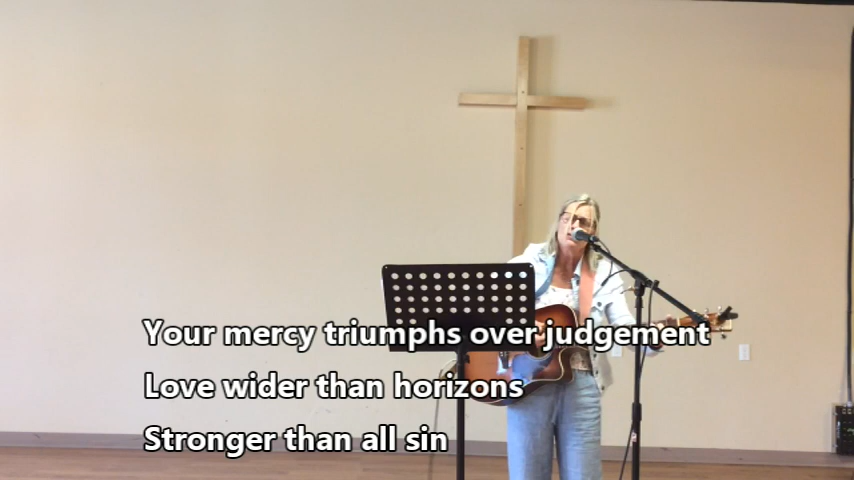 Your mercy triumphs over judgement
Love wider than horizons
Stronger than all sin